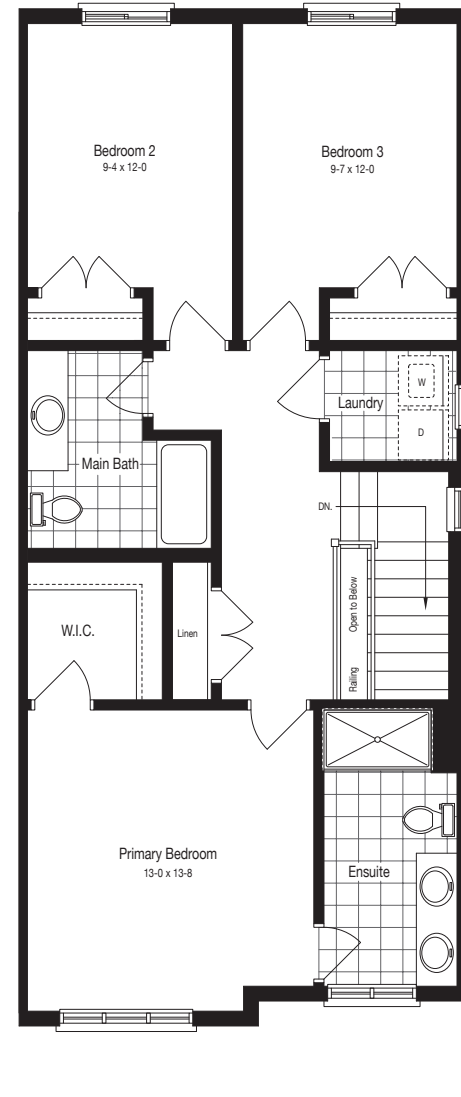 Bedroom 2
9-4 x 12-0
Bedroom 3
9-7 x 12-0
W
Laundry
D
Main Bath
DN.
Open to Below
Railing
W.I.C.
Linen
Primary Bedroom
13-0 x 13-8
Ensuite